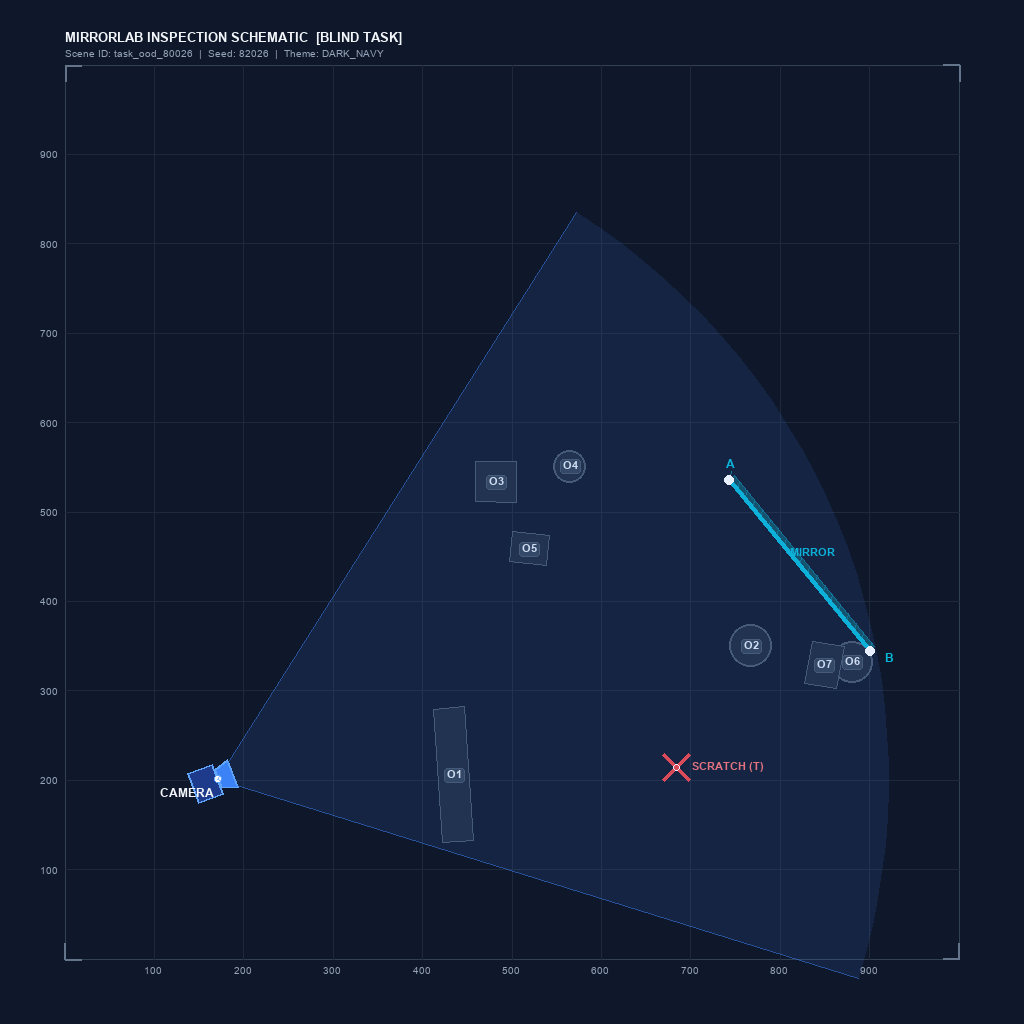 MIRRORLAB INSPECTION SCHEMATIC [BLIND TASK]
Scene ID: task_ood_80026 | Seed: 82026 | Theme: DARK_NAVY
900
800
700
600
500
400
300
200
100
A
O4
O3
O5
MIRROR
O2
B
O7
O6
SCRATCH (T)
O1
CAMERA
100
200
300
400
500
600
700
800
900